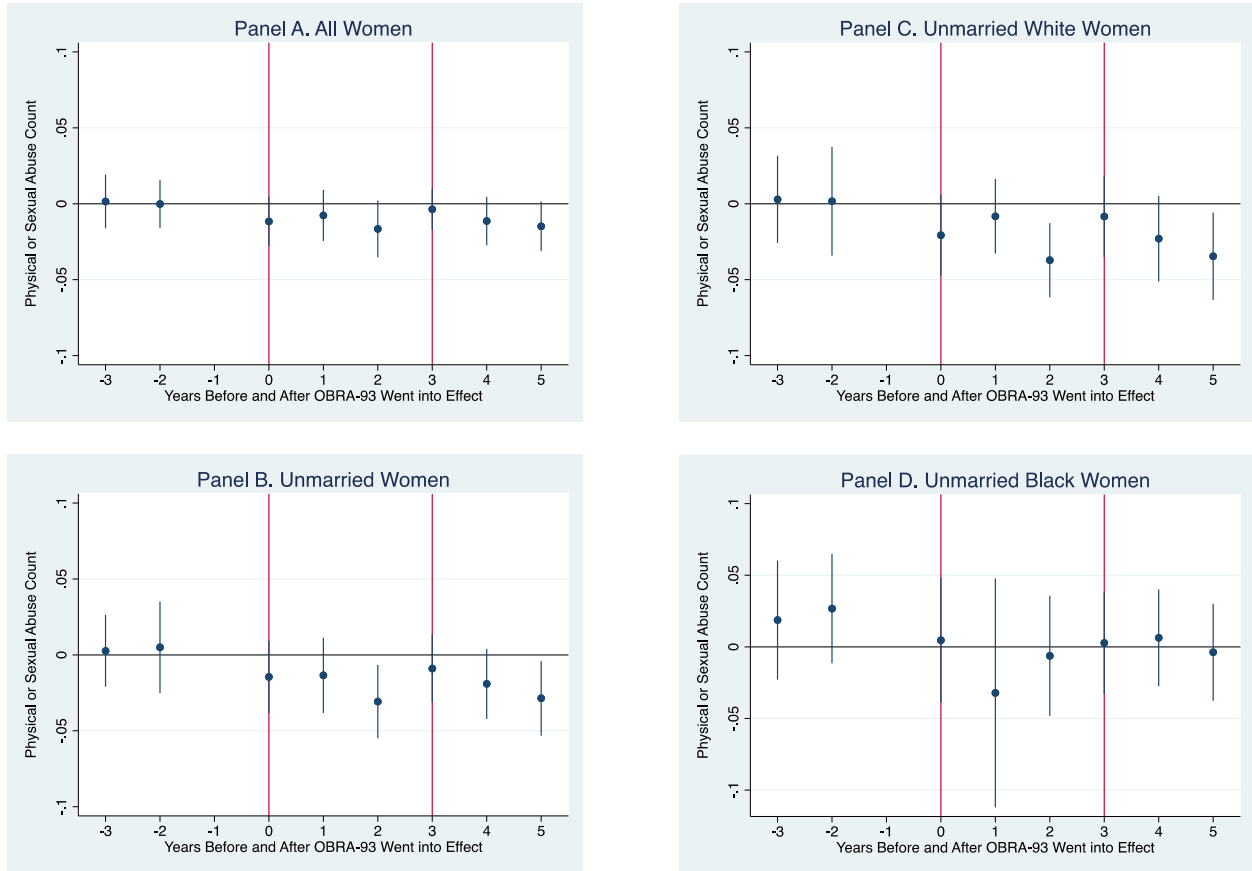 Panel A. All Women
Physical or Sexual Abuse Count
.1
.05
0
-.05
-.1
-3 -2 -1 0 1 2 3 4 5
Years Before and After OBRA-93 Went into Effect
Panel C. Unmarried White Women
Physical or Sexual Abuse Count
.1
.05
0
-.05
-.1
-3 -2 -1 0 1 2 3 4 5
Years Before and After OBRA-93 Went into Effect
Panel B. Unmarried Women
Physical or Sexual Abuse Count
.1
.05
0
-.05
-.1
-3 -2 -1 0 1 2 3 4 5
Years Before and After OBRA-93 Went into Effect
Panel D. Unmarried Black Women
Physical or Sexual Abuse Count
.1
.05
0
-.05
-.1
-3 -2 -1 0 1 2 3 4 5
Years Before and After OBRA-93 Went into Effect